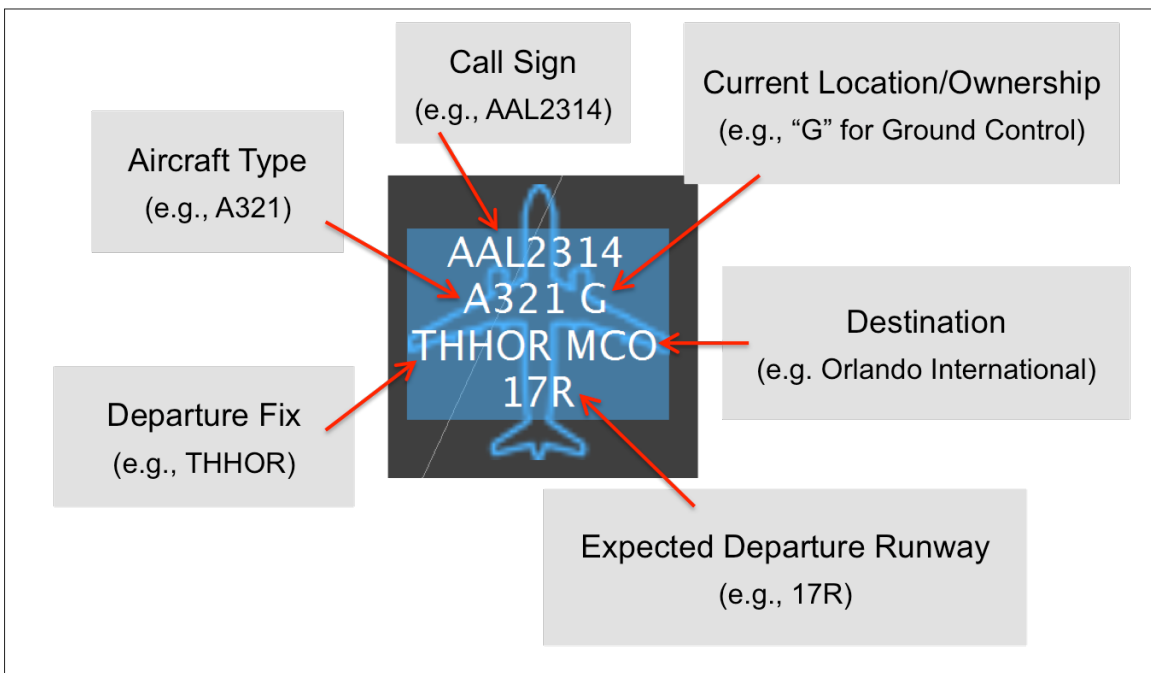 Call Sign
(e.g., AAL2314)
Current Location/Ownership
(e.g., “G” for Ground Control)
Aircraft Type
(e.g., A321)
AAL2314
A321 G
THHOR MCO
17R
Destination
(e.g. Orlando International)
Departure Fix
(e.g., THHOR)
Expected Departure Runway
(e.g., 17R)